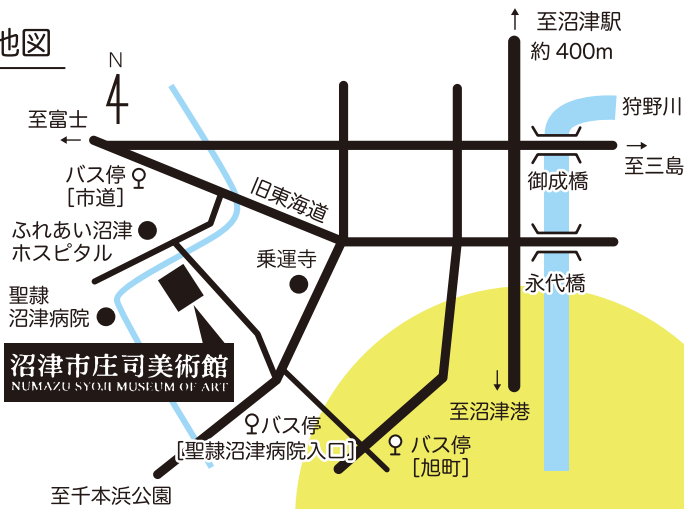 地図
N
至沼津駅
約 400m
狩野川
至富士
至三島
バス停
[市道]
旧東海道
御成橋
ふれあい沼津
ホスピタル
乗運寺
永代橋
聖隷
沼津病院
沼津市庄司美術館
NUMAZU SYOJI MUSEUM OF ART
至沼津港
バス停
[聖隷沼津病院入口]
バス停
[旭町]
至千本浜公園